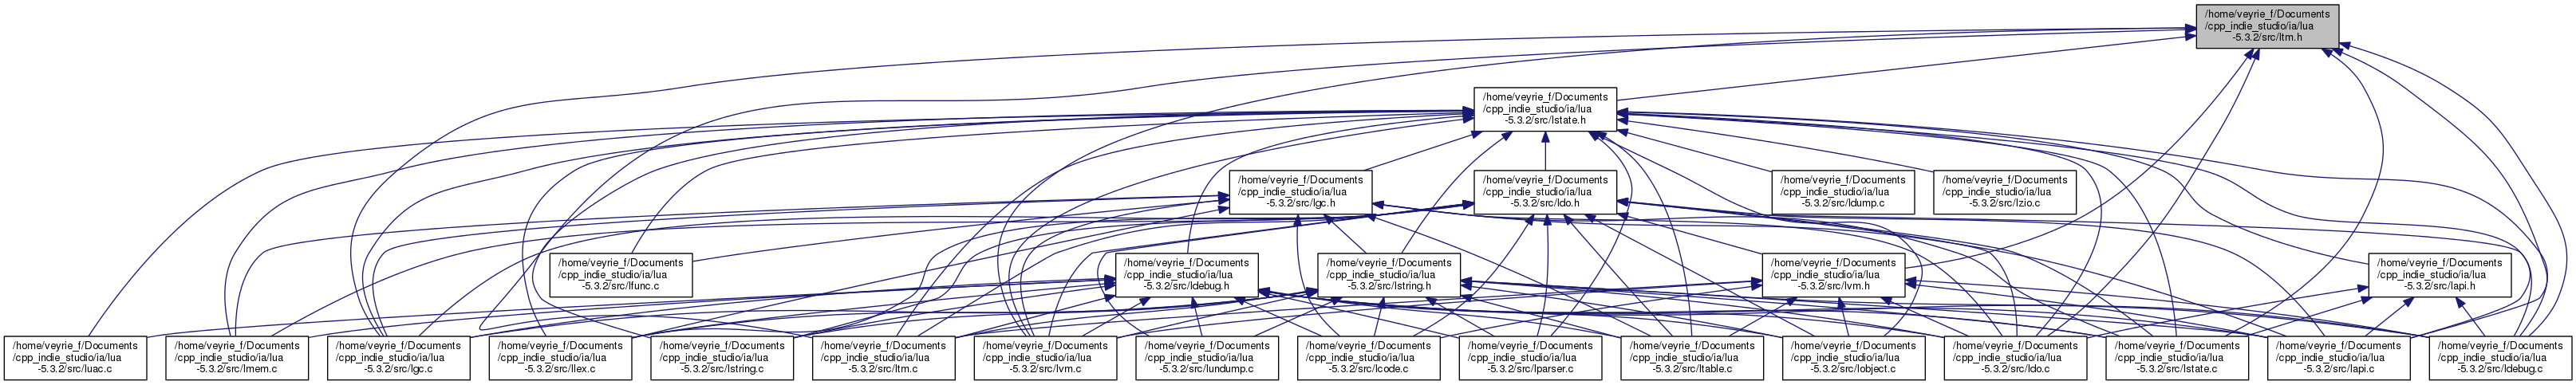 /home/veyrie_f/Documents
/cpp_indie_studio/ia/lua
-5.3.2/src/ltm.h
/home/veyrie_f/Documents
/cpp_indie_studio/ia/lua
-5.3.2/src/lstate.h
/home/veyrie_f/Documents
/cpp_indie_studio/ia/lua
-5.3.2/src/lgc.h
/home/veyrie_f/Documents
/cpp_indie_studio/ia/lua
-5.3.2/src/ldo.h
/home/veyrie_f/Documents
/cpp_indie_studio/ia/lua
-5.3.2/src/ldump.c
/home/veyrie_f/Documents
/cpp_indie_studio/ia/lua
-5.3.2/src/lzio.c
/home/veyrie_f/Documents
/cpp_indie_studio/ia/lua
-5.3.2/src/lfunc.c
/home/veyrie_f/Documents
/cpp_indie_studio/ia/lua
-5.3.2/src/ldebug.h
/home/veyrie_f/Documents
/cpp_indie_studio/ia/lua
-5.3.2/src/lstring.h
/home/veyrie_f/Documents
/cpp_indie_studio/ia/lua
-5.3.2/src/lvm.h
/home/veyrie_f/Documents
/cpp_indie_studio/ia/lua
-5.3.2/src/lapi.h
/home/veyrie_f/Documents
/cpp_indie_studio/ia/lua
-5.3.2/src/luac.c
/home/veyrie_f/Documents
/cpp_indie_studio/ia/lua
-5.3.2/src/lmem.c
/home/veyrie_f/Documents
/cpp_indie_studio/ia/lua
-5.3.2/src/lgc.c
/home/veyrie_f/Documents
/cpp_indie_studio/ia/lua
-5.3.2/src/llex.c
/home/veyrie_f/Documents
/cpp_indie_studio/ia/lua
-5.3.2/src/lstring.c
/home/veyrie_f/Documents
/cpp_indie_studio/ia/lua
-5.3.2/src/ltm.c
/home/veyrie_f/Documents
/cpp_indie_studio/ia/lua
-5.3.2/src/lvm.c
/home/veyrie_f/Documents
/cpp_indie_studio/ia/lua
-5.3.2/src/lundump.c
/home/veyrie_f/Documents
/cpp_indie_studio/ia/lua
-5.3.2/src/lcode.c
/home/veyrie_f/Documents
/cpp_indie_studio/ia/lua
-5.3.2/src/lparser.c
/home/veyrie_f/Documents
/cpp_indie_studio/ia/lua
-5.3.2/src/ltable.c
/home/veyrie_f/Documents
/cpp_indie_studio/ia/lua
-5.3.2/src/lobject.c
/home/veyrie_f/Documents
/cpp_indie_studio/ia/lua
-5.3.2/src/ldo.c
/home/veyrie_f/Documents
/cpp_indie_studio/ia/lua
-5.3.2/src/lstate.c
/home/veyrie_f/Documents
/cpp_indie_studio/ia/lua
-5.3.2/src/lapi.c
/home/veyrie_f/Documents
/cpp_indie_studio/ia/lua
-5.3.2/src/ldebug.c